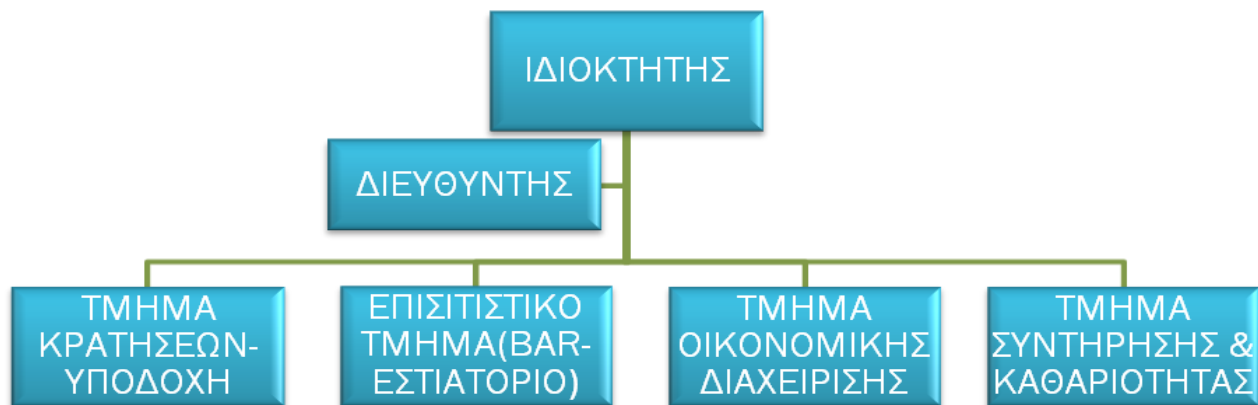 ΙΔΙΟΚΤΗΤΗΣ
ΔΙΕΥΘΥΝΤΗΣ
ΤΜΗΜΑ
ΚΡΑΤΗΣΕΩΝ-
ΥΠΟΔΟΧΗ
ΕΠΙΣΙΤΙΣΤΙΚΟ
ΤΜΗΜΑ(BAR-
ΕΣΤΙΑΤΟΡΙΟ)
ΤΜΗΜΑ
ΟΙΚΟΝΟΜΙΚΗΣ
ΔΙΑΧΕΙΡΙΣΗΣ
ΤΜΗΜΑ
ΣΥΝΤΗΡΗΣΗΣ &
ΚΑΘΑΡΙΟΤΗΤΑΣ